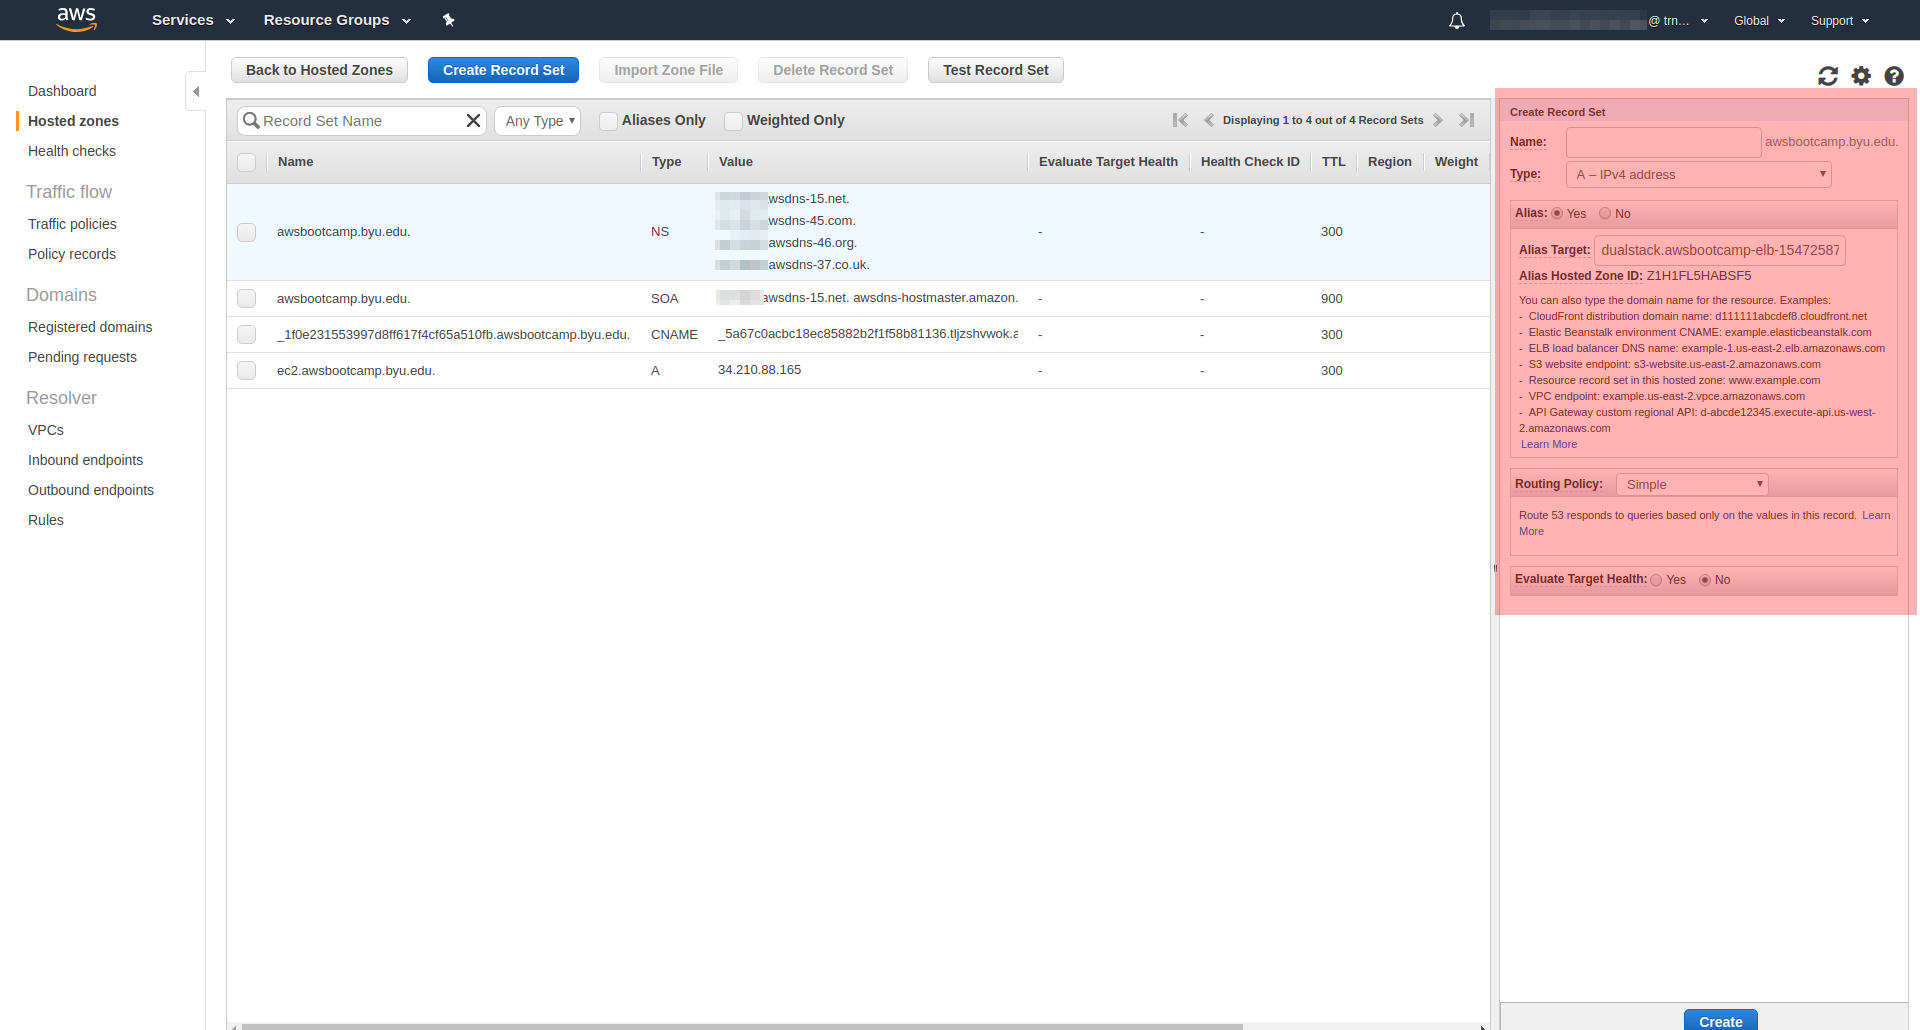 aws Services Resource Groups @ trn... Global Support
Back to Hosted Zones Create Record Set Import Zone File Delete Record Set Test Record Set
Dashboard
Hosted zones
Health checks
Traffic flow
Traffic policies
Policy records
Domains
Registered domains
Pending requests
Resolver
VPCs
Inbound endpoints
Outbound endpoints
Rules
Record Set Name Any Type Aliases Only Weighted Only Displaying 1 to 4 out of 4 Record Sets
Name Type Value Evaluate Target Health Health Check ID TTL Region Weight
awsbootcamp.byu.edu. NS - - 300
wsdns-15.net.
wsdns-45.com.
awsdns-46.org.
awsdns-37.co.uk.
awsbootcamp.byu.edu. SOA awsdns-15.net. awsdns-hostmaster.amazon. - - 900
_1f0e231553997d8ff617f4cf65a510fb.awsbootcamp.byu.edu. CNAME _5a67c0acbc18ec85882b2f1f58b81136.tljzshvwok.a - - 300
ec2.awsbootcamp.byu.edu. A 34.210.88.165 - - 300
Create Record Set
Name: awsbootcamp.byu.edu.
Type: A – IPv4 address
Alias: Yes No
Alias Target: dualstack.awsbootcamp-elb-15472587
Alias Hosted Zone ID: Z1H1FL5HABSF5
You can also type the domain name for the resource. Examples:
- CloudFront distribution domain name: d111111abcdef8.cloudfront.net
- Elastic Beanstalk environment CNAME: example.elasticbeanstalk.com
- ELB load balancer DNS name: example-1.us-east-2.elb.amazonaws.com
- S3 website endpoint: s3-website.us-east-2.amazonaws.com
- Resource record set in this hosted zone: www.example.com
- VPC endpoint: example.us-east-2.vpce.amazonaws.com
- API Gateway custom regional API: d-abcde12345.execute-api.us-west-
2.amazonaws.com
Learn More
Routing Policy: Simple
Route 53 responds to queries based only on the values in this record. Learn
More
Evaluate Target Health: Yes No
Create